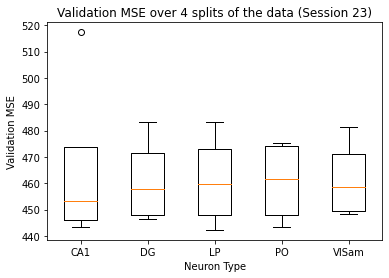 Validation MSE over 4 splits of the data (Session 23)
520
510
500
490
480
470
460
450
440
Validation MSE
CA1 DG LP PO VISam
Neuron Type